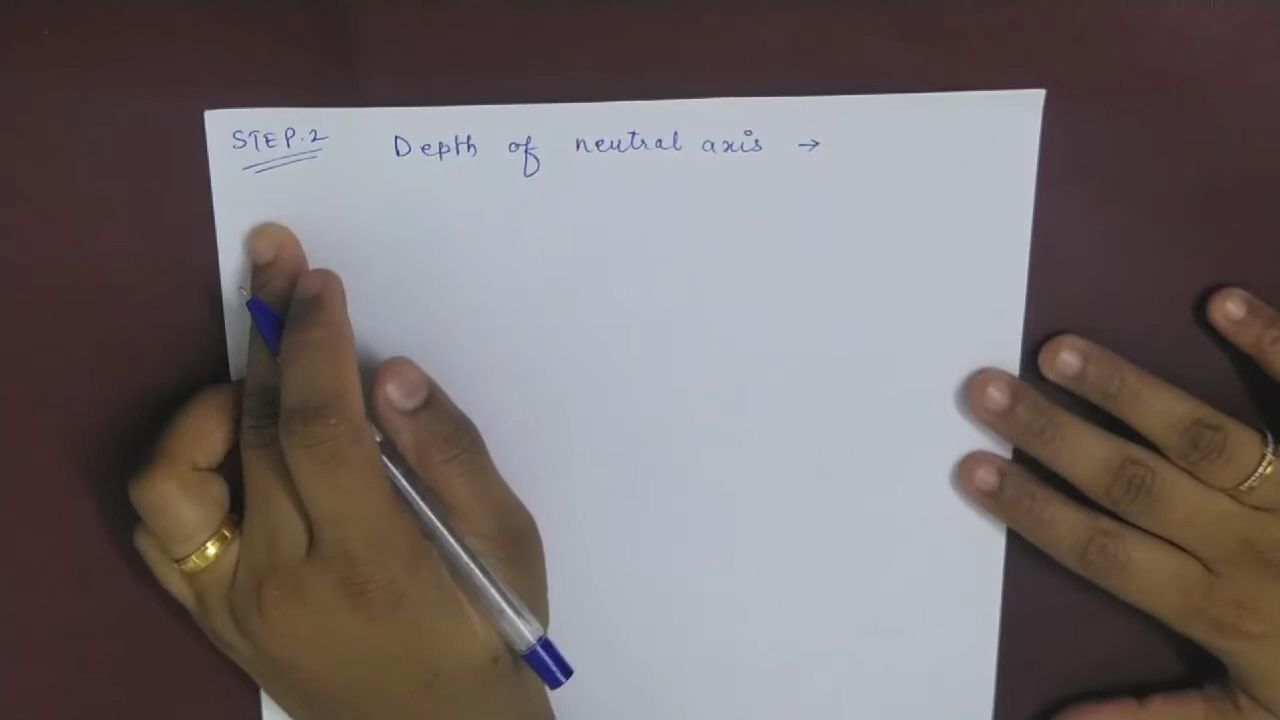 STEP.2 Depth of neutral axis →